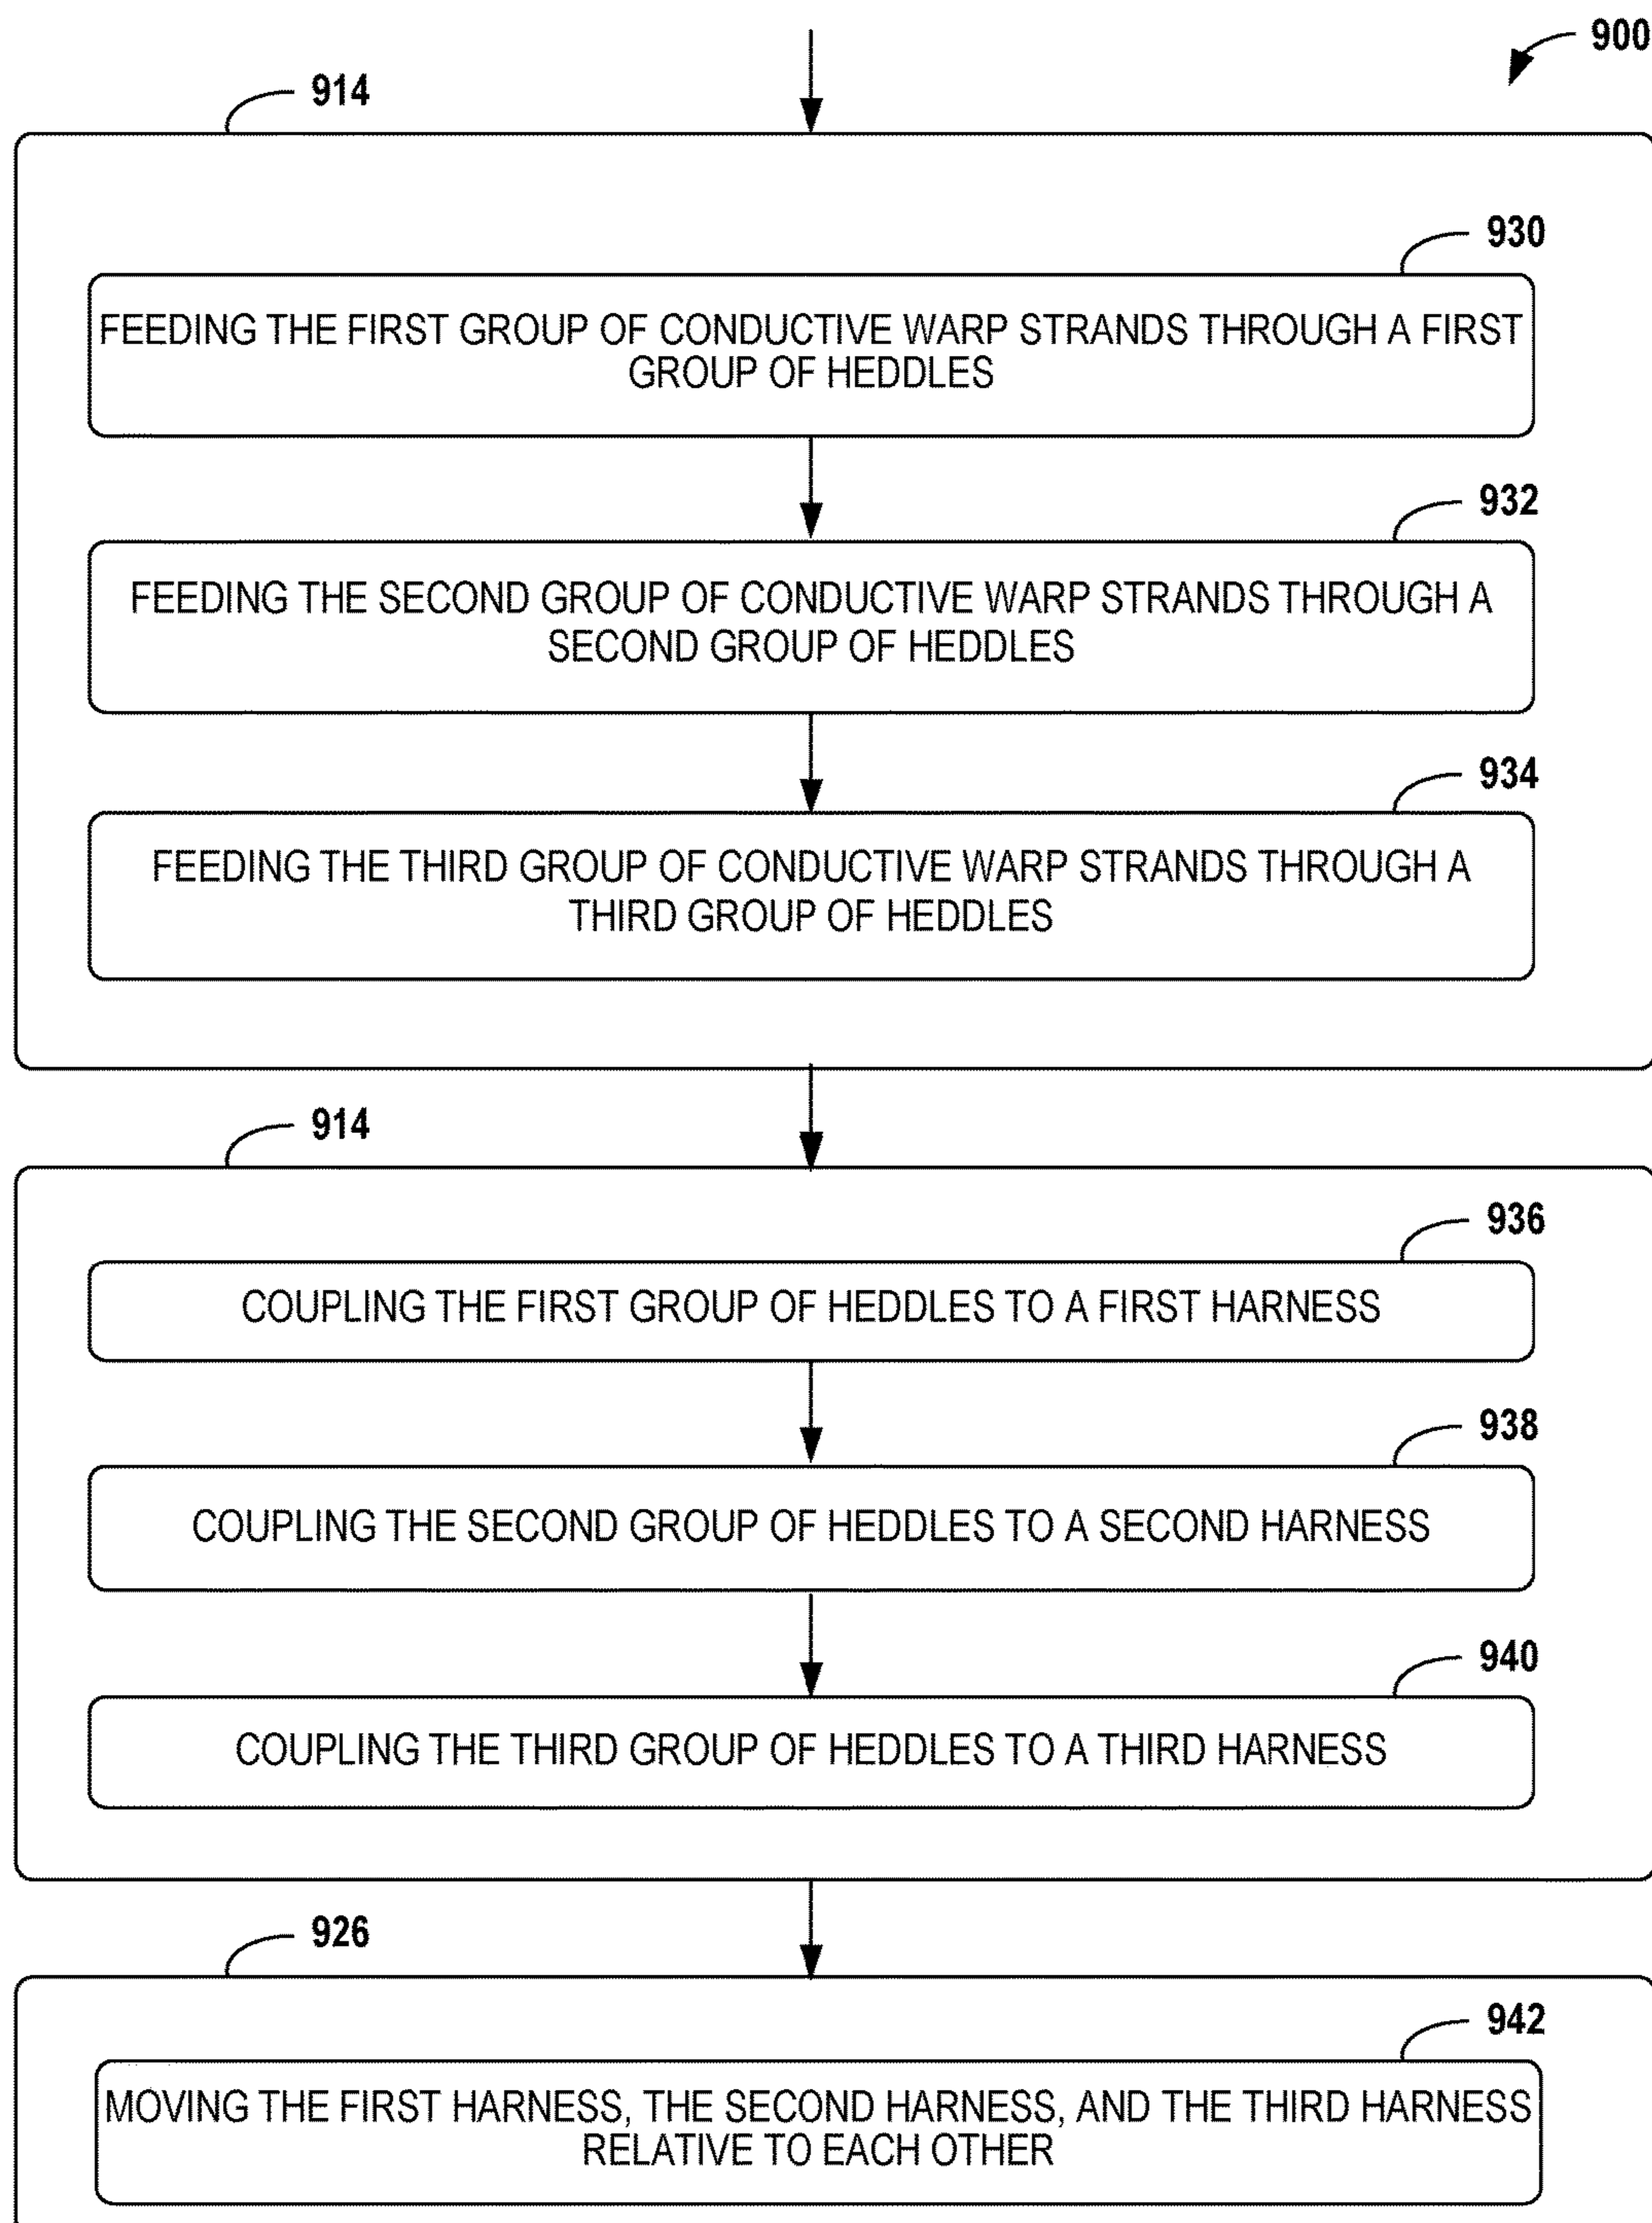 900
914
930
FEEDING THE FIRST GROUP OF CONDUCTIVE WARP STRANDS THROUGH A FIRST
GROUP OF HEDDLES
932
FEEDING THE SECOND GROUP OF CONDUCTIVE WARP STRANDS THROUGH A
SECOND GROUP OF HEDDLES
934
FEEDING THE THIRD GROUP OF CONDUCTIVE WARP STRANDS THROUGH A
THIRD GROUP OF HEDDLES
914
936
COUPLING THE FIRST GROUP OF HEDDLES TO A FIRST HARNESS
938
COUPLING THE SECOND GROUP OF HEDDLES TO A SECOND HARNESS
940
COUPLING THE THIRD GROUP OF HEDDLES TO A THIRD HARNESS
926
942
MOVING THE FIRST HARNESS, THE SECOND HARNESS, AND THE THIRD HARNESS
RELATIVE TO EACH OTHER